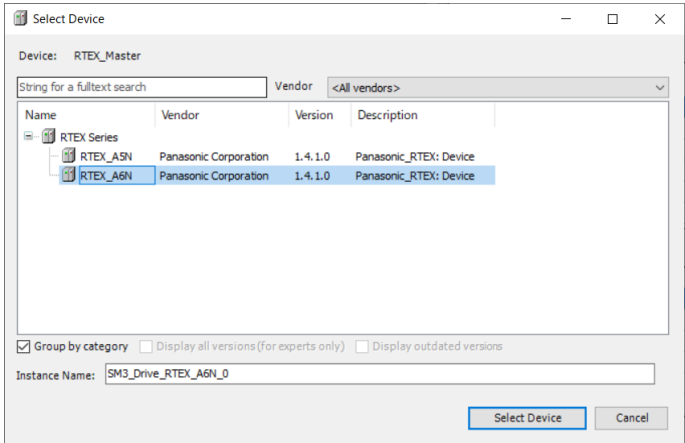 Select Device
Device: RTEX_Master
String for a fulltext search Vendor <All vendors>
Name Vendor Version Description
RTEX Series
RTEX_A5N Panasonic Corporation 1.4.1.0 Panasonic_RTEX: Device
RTEX_A6N Panasonic Corporation 1.4.1.0 Panasonic_RTEX: Device
Group by category Display all versions (for experts only) Display outdated versions
Instance Name: SM3_Drive_RTEX_A6N_0
Select Device Cancel